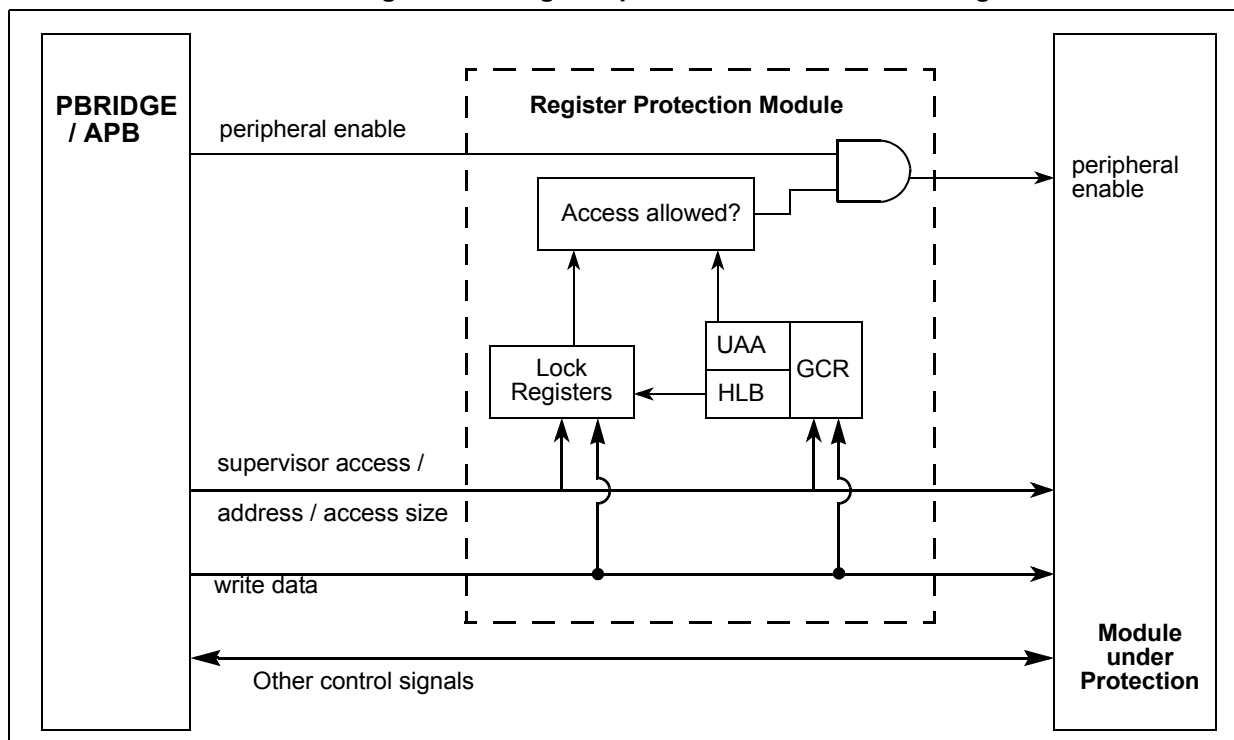 PBRIDGE
/ APB
peripheral enable
Register Protection Module
peripheral
enable
Access allowed?
UAA
HLB
GCR
Lock
Registers
supervisor access /
address / access size
write data
Other control signals
Module
under
Protection